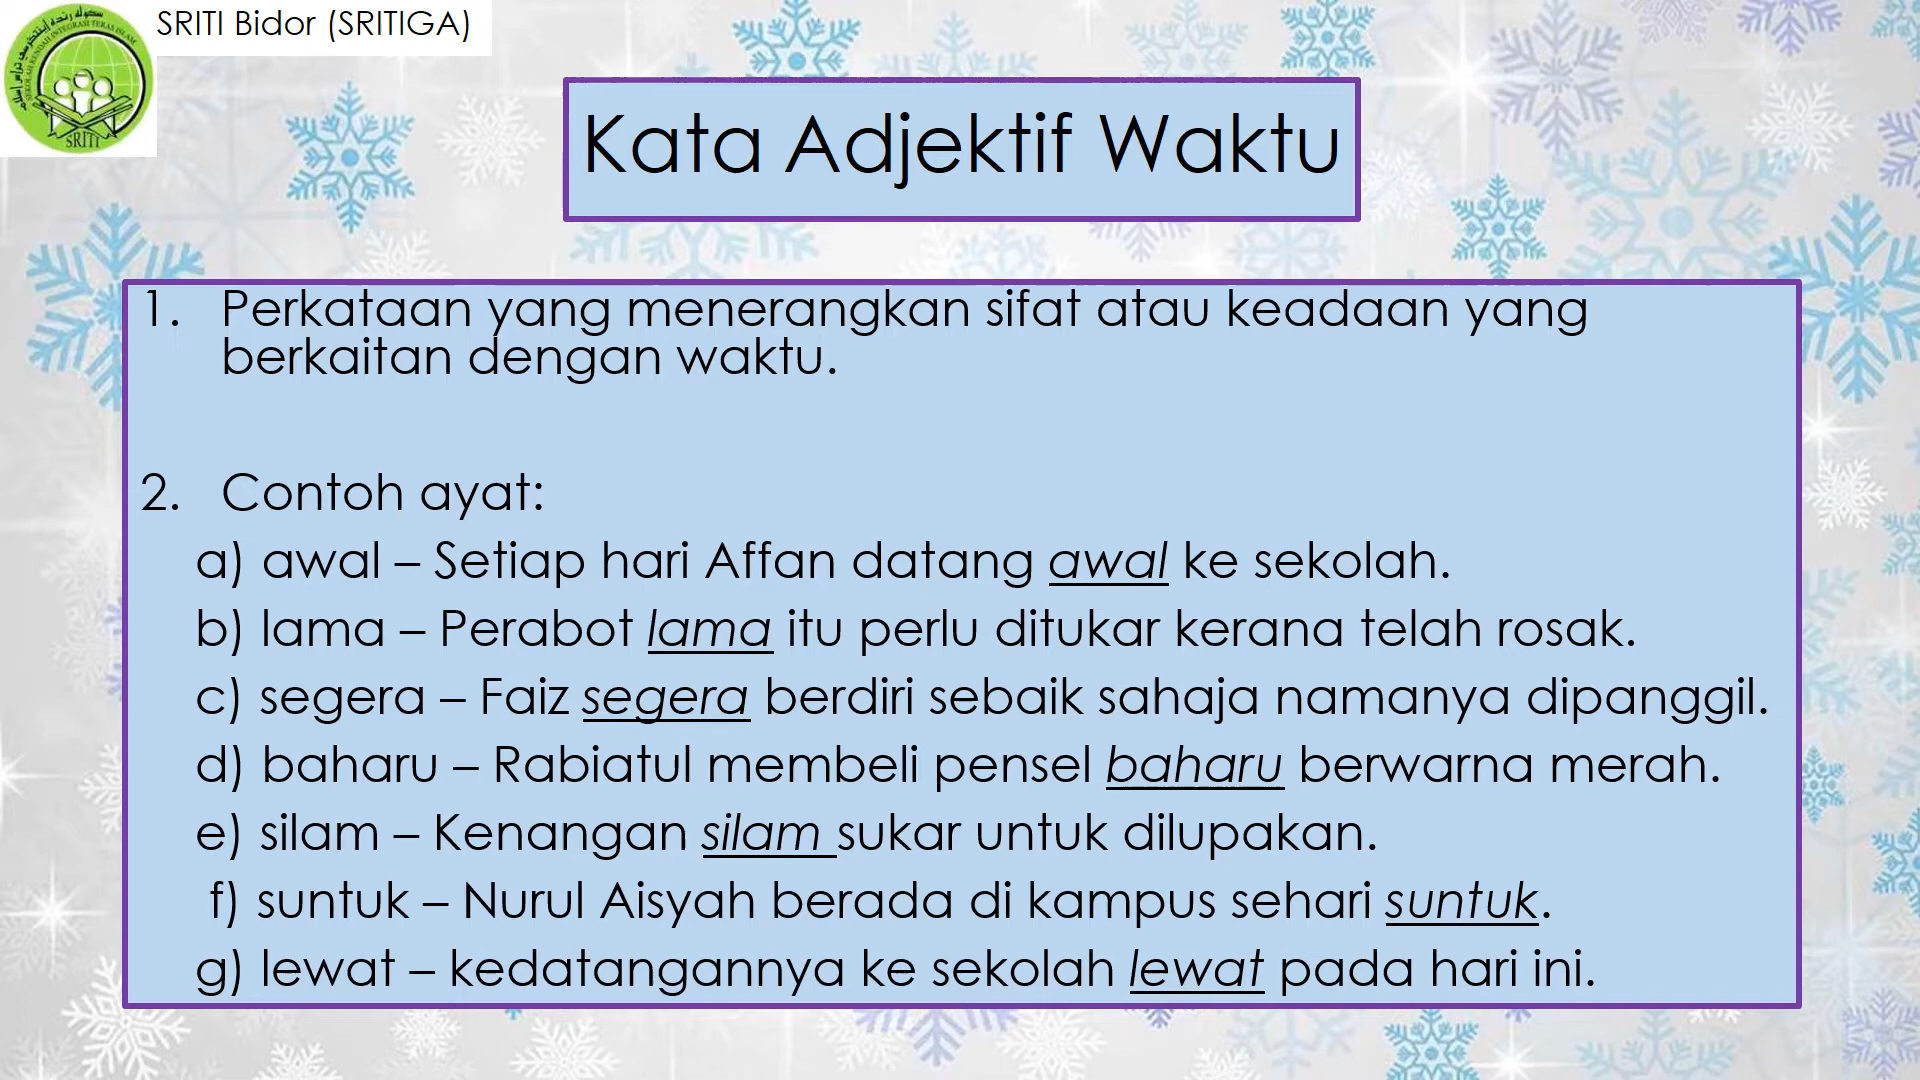 SRITI Bidor (SRITIGA)
SRITI
Kata Adjektif Waktu
1. Perkataan yang menerangkan sifat atau keadaan yang
berkaitan dengan waktu.
2. Contoh ayat:
a) awal – Setiap hari Affan datang awal ke sekolah.
b) lama – Perabot lama itu perlu ditukar kerana telah rosak.
c) segera – Faiz segera berdiri sebaik sahaja namanya dipanggil.
d) baharu – Rabiatul membeli pensel baharu berwarna merah.
e) silam – Kenangan silam sukar untuk dilupakan.
f) suntuk – Nurul Aisyah berada di kampus sehari suntuk.
g) lewat – kedatangannya ke sekolah lewat pada hari ini.